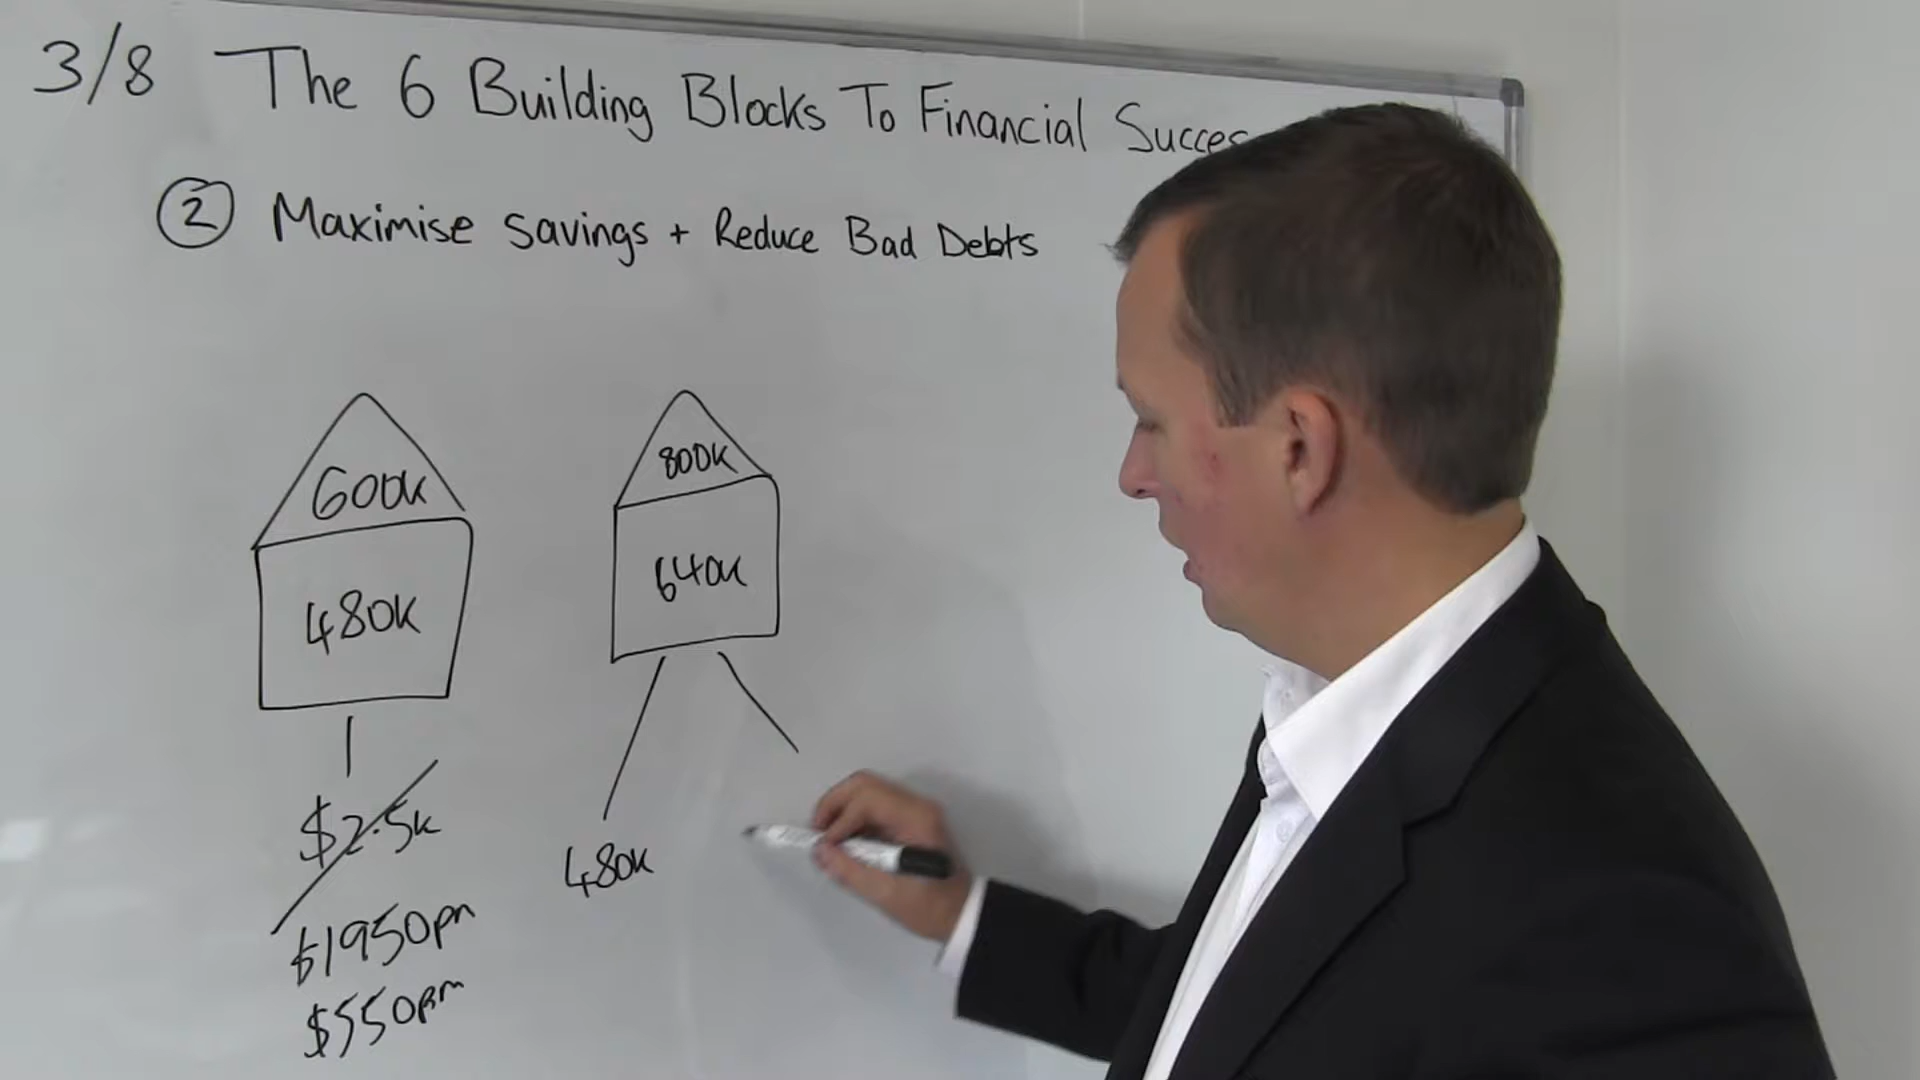 3/8 The 6 Building Blocks To Financial Succes
② Maximise Savings + Reduce Bad Debts
600k
480k
$2.5k
$1950pm
$550pm
800k
640k
480k